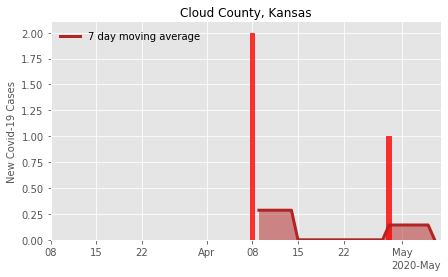 Cloud County, Kansas
7 day moving average
New Covid-19 Cases
2.00
1.75
1.50
1.25
1.00
0.75
0.50
0.25
0.00
08 15 22 Apr 08 15 22 May
2020-May